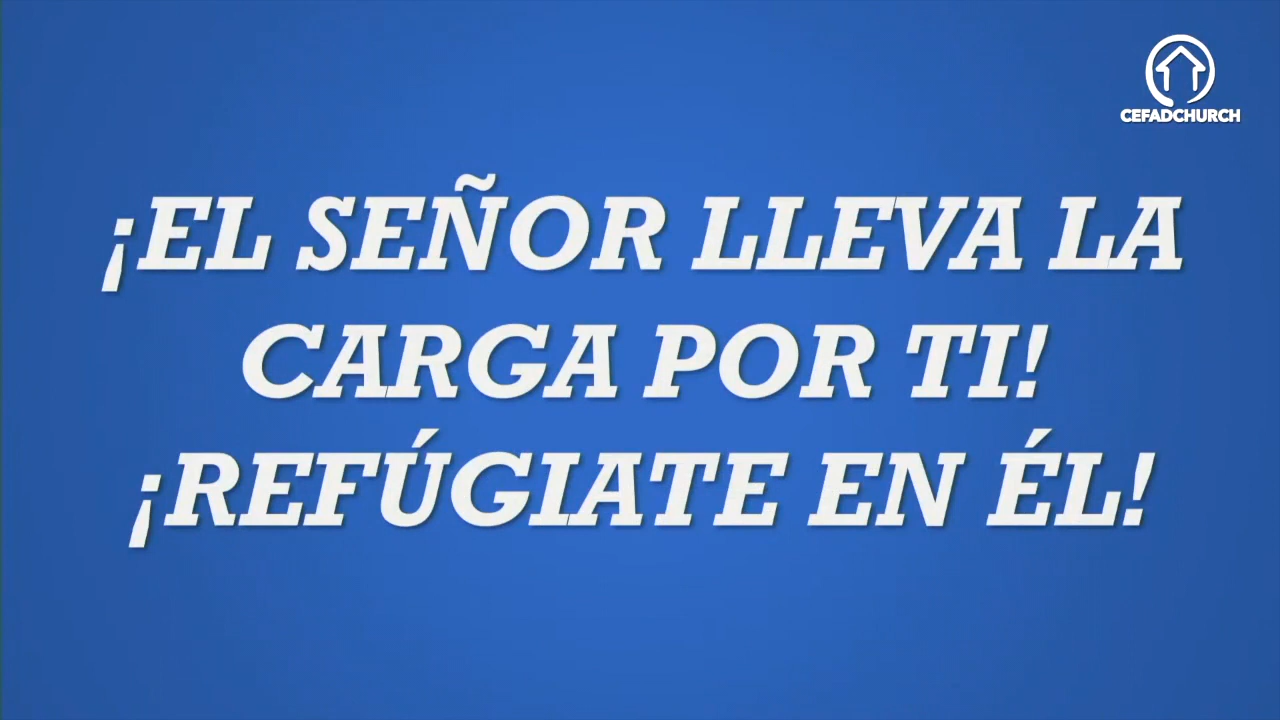 CEFADCHURCH
¡EL SEÑOR LLEVA LA
CARGA POR TI!
¡REFÚGIATE EN ÉL!